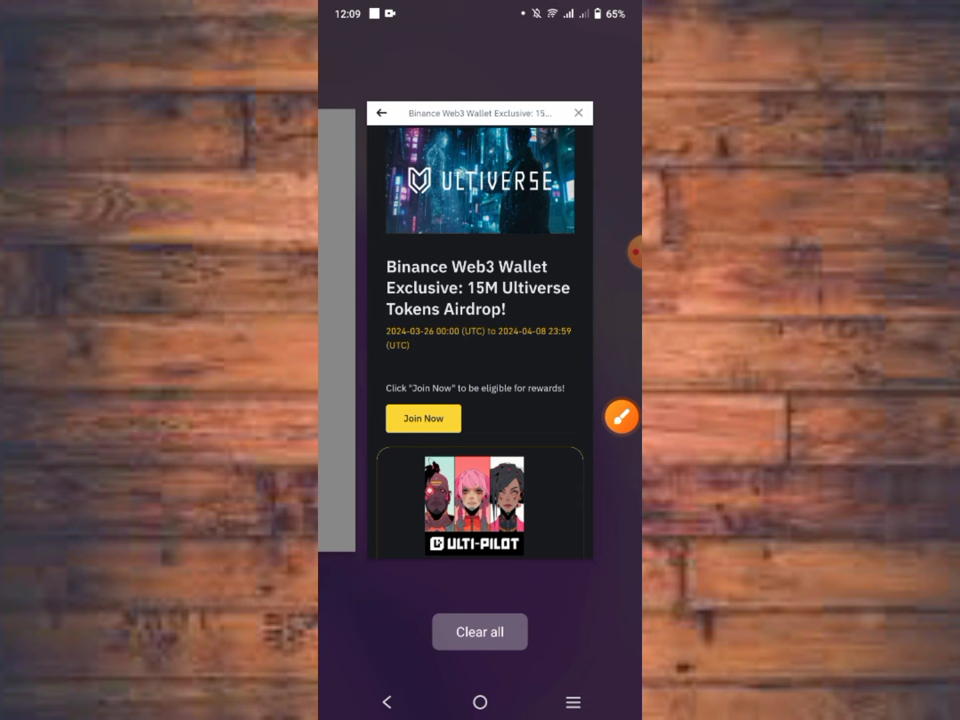 12:09
65%
Binance Web3 Wallet Exclusive: 15...
ULTIVERSE
Binance Web3 Wallet
Exclusive: 15M Ultiverse
Tokens Airdrop!
2024-03-26 00:00 (UTC) to 2024-04-08 23:59
(UTC)
Click "Join Now" to be eligible for rewards!
Join Now
ULTI-PILOT
Clear all